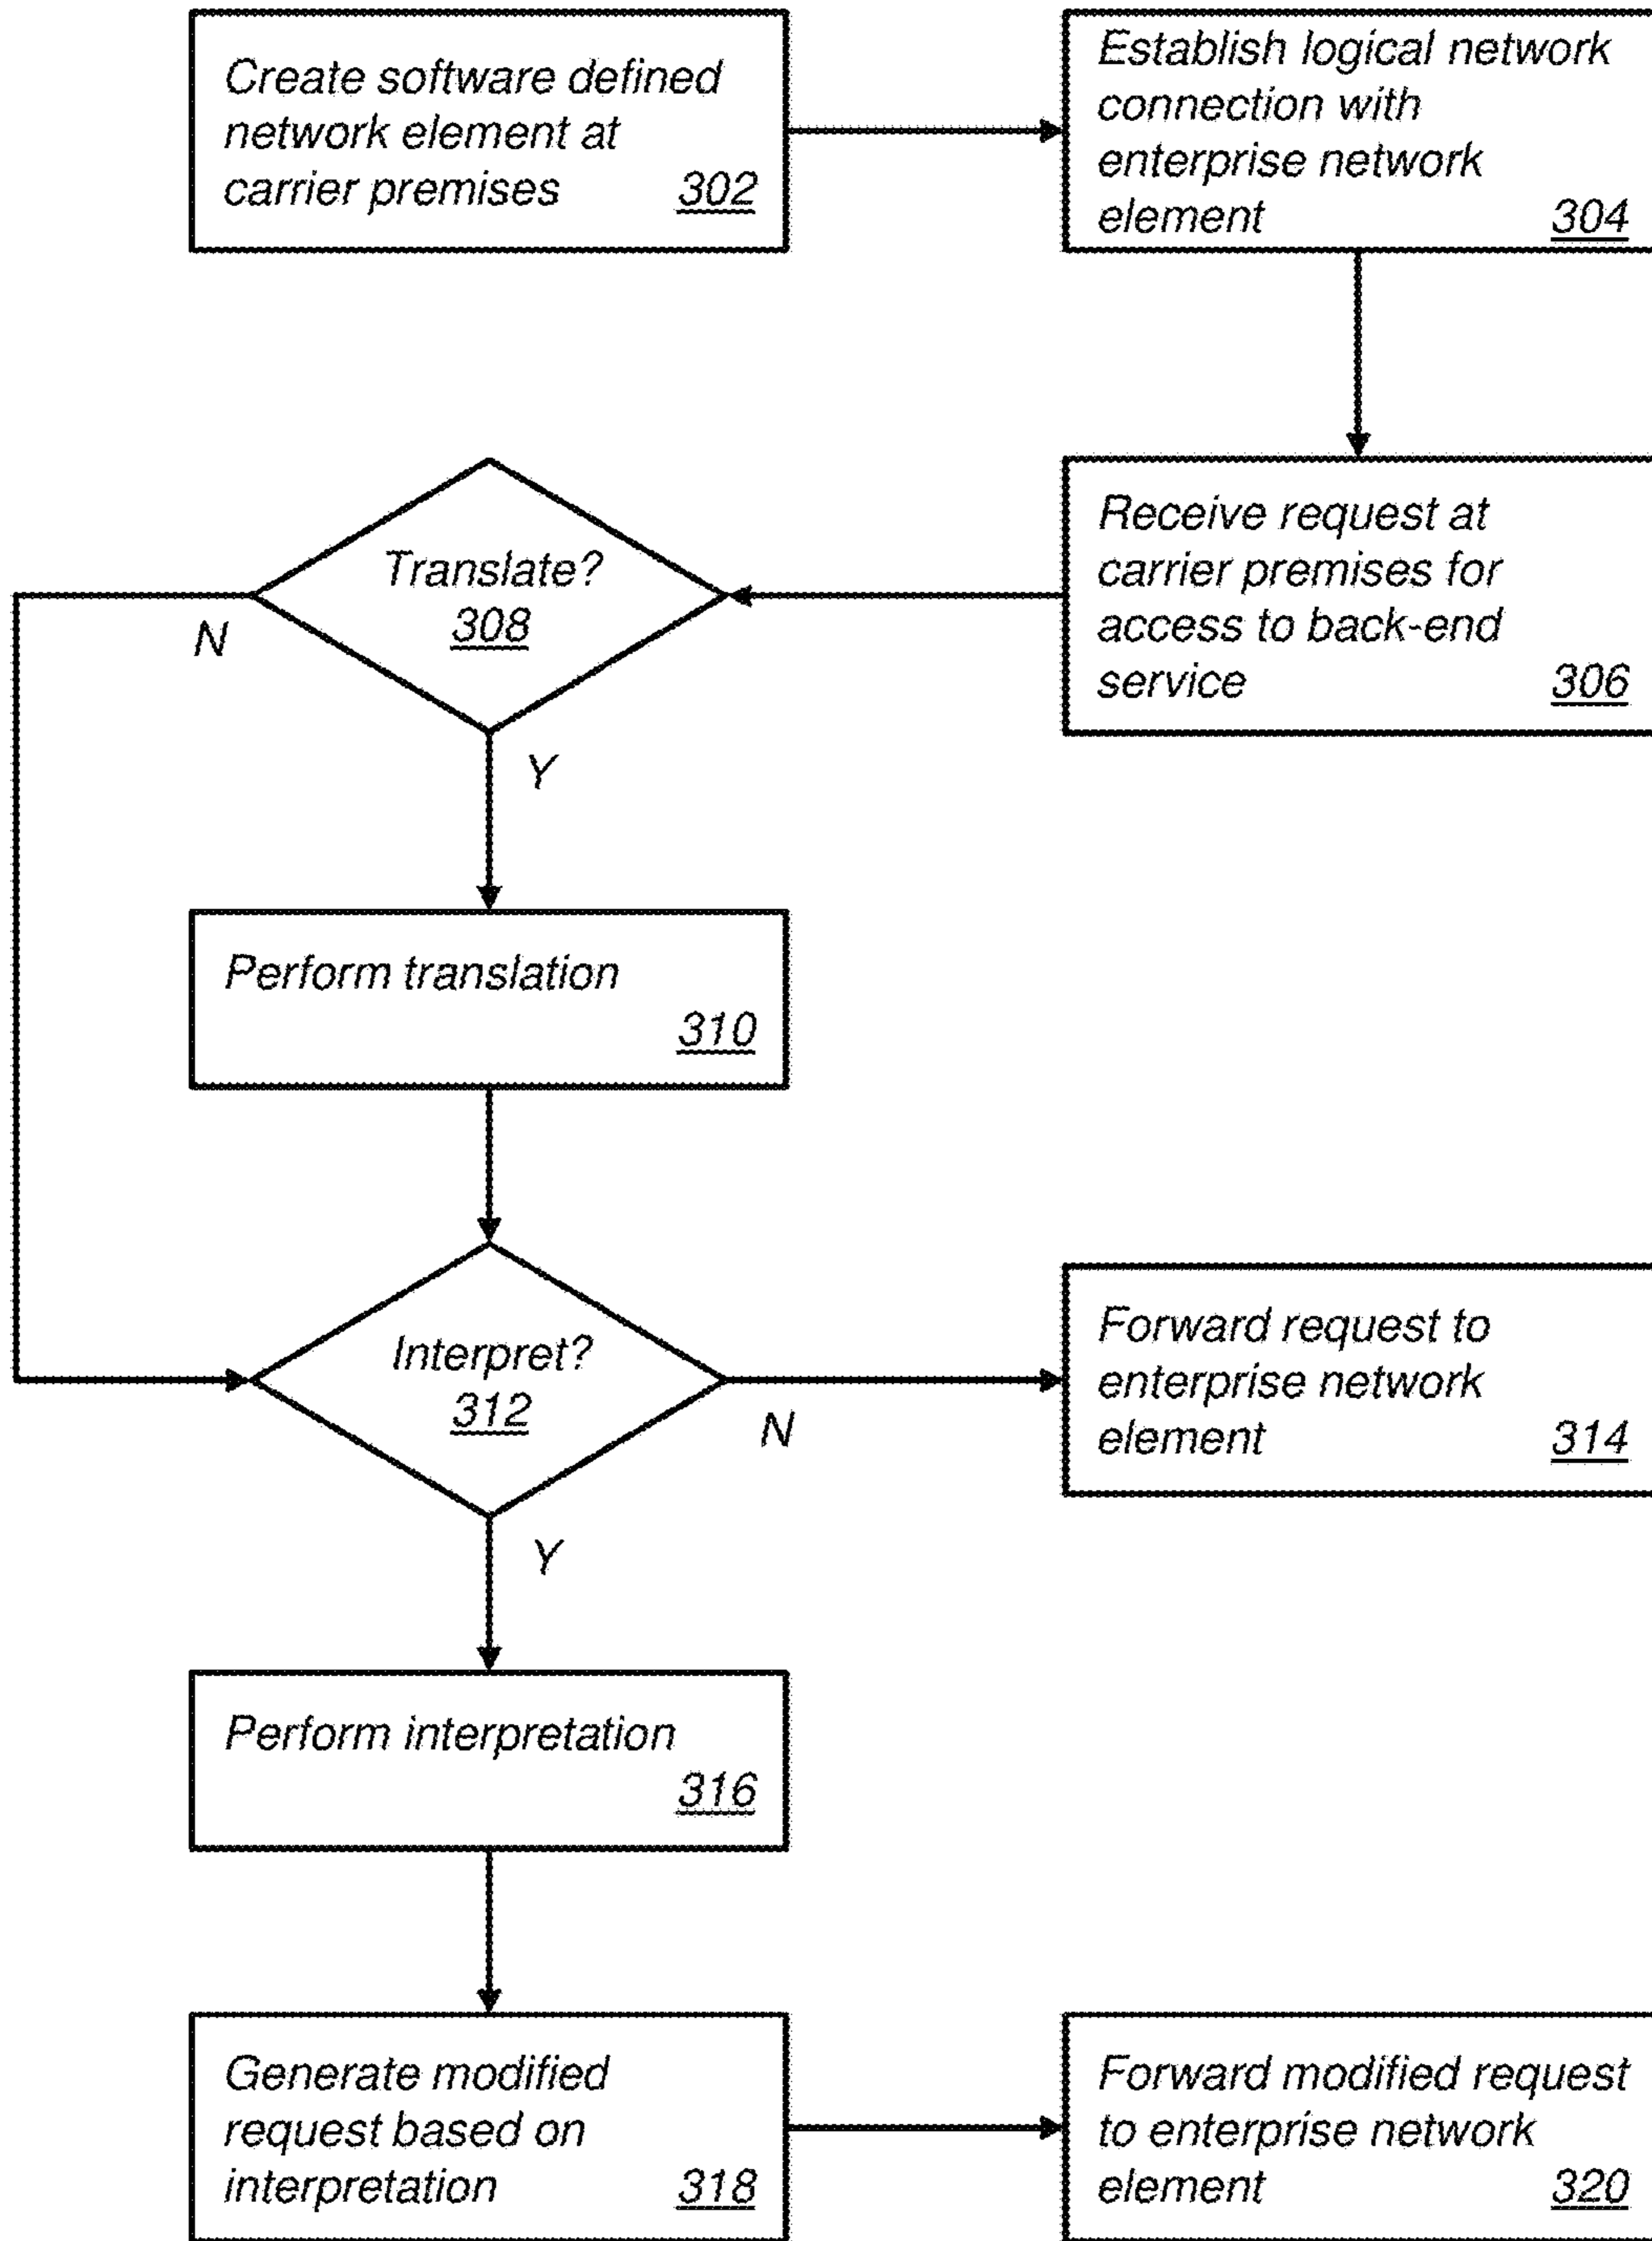 Create software defined
network element at
carrier premises 302
Establish logical network
connection with
enterprise network
element 304
Receive request at
carrier premises for
access to back-end
service 306
Translate?
308
N
Y
Perform translation
310
Interpret?
312
N
Y
Forward request to
enterprise network
element 314
Perform interpretation
316
Generate modified
request based on
interpretation 318
Forward modified request
to enterprise network
element 320